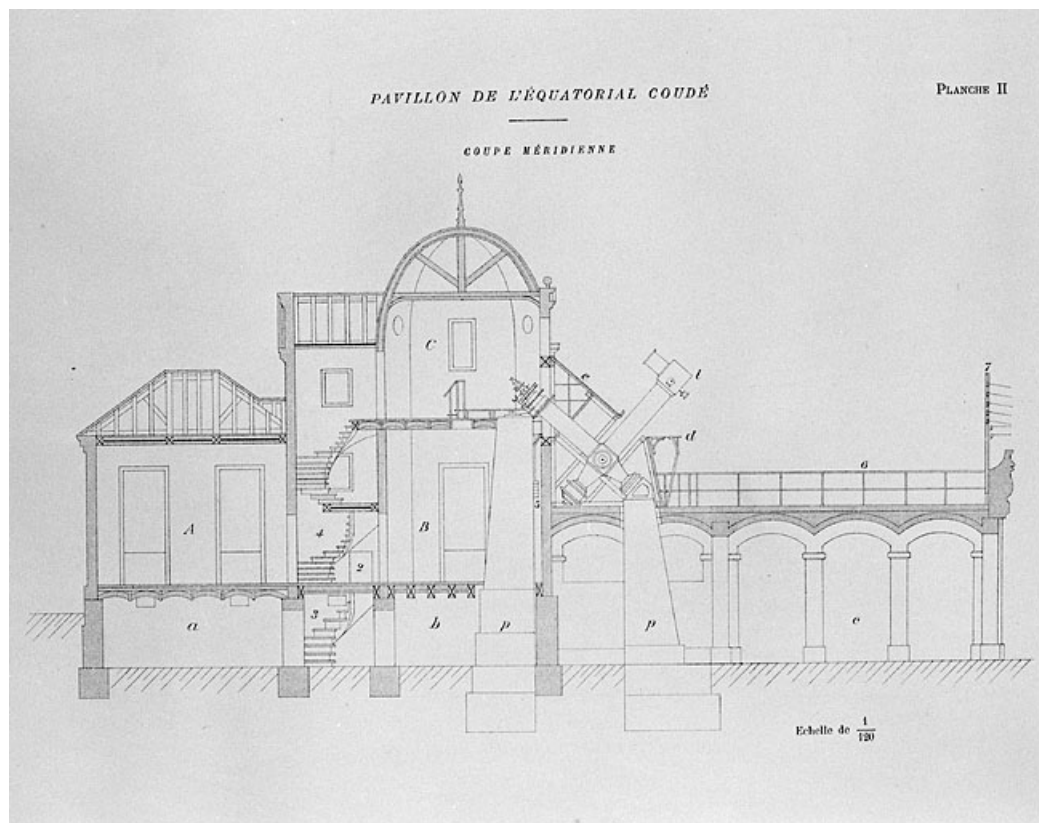 PAVILLON DE L'ÉQUATORIAL COUDÉ
PLANCHE II
COUPE MÉRIDIENNE
7
C
e
l
d
6
A
B
4
2
5
3
a
b
p
p
c
Echelle de 1/120